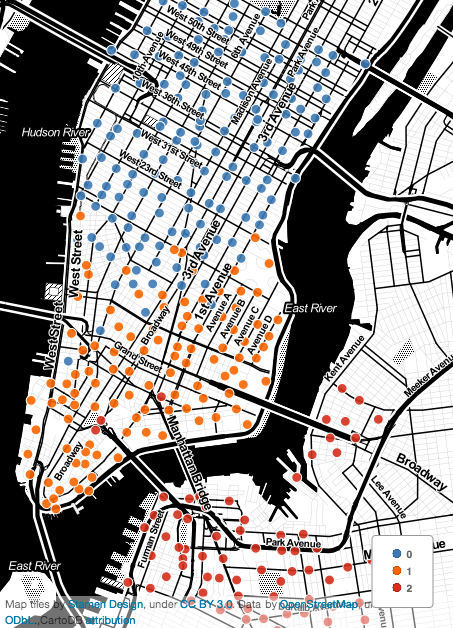 West 50th Street
West 49th Street
West 45th Street
10th Avenue
6th Avenue
Park
Park Avenue
Madison Avenue
3rd Avenue
West 36th Street
Hudson River
West 31st Street
West 23rd Street
West Street
3rd Avenue
1st Avenue
Avenue A
Avenue B
Avenue C
Avenue D
East River
West Street
Broadway
Grand Street
Kent Avenue
Meeker Avenue
Broadway
Manhattan Bridge
Broadway
Lee Avenue
Furman Street
Park Avenue
East River
0
1
2
Map tiles by Stamen Design, under CC BY 3.0. Data by OpenStreetMap,
ODbL, CartoDB attribution